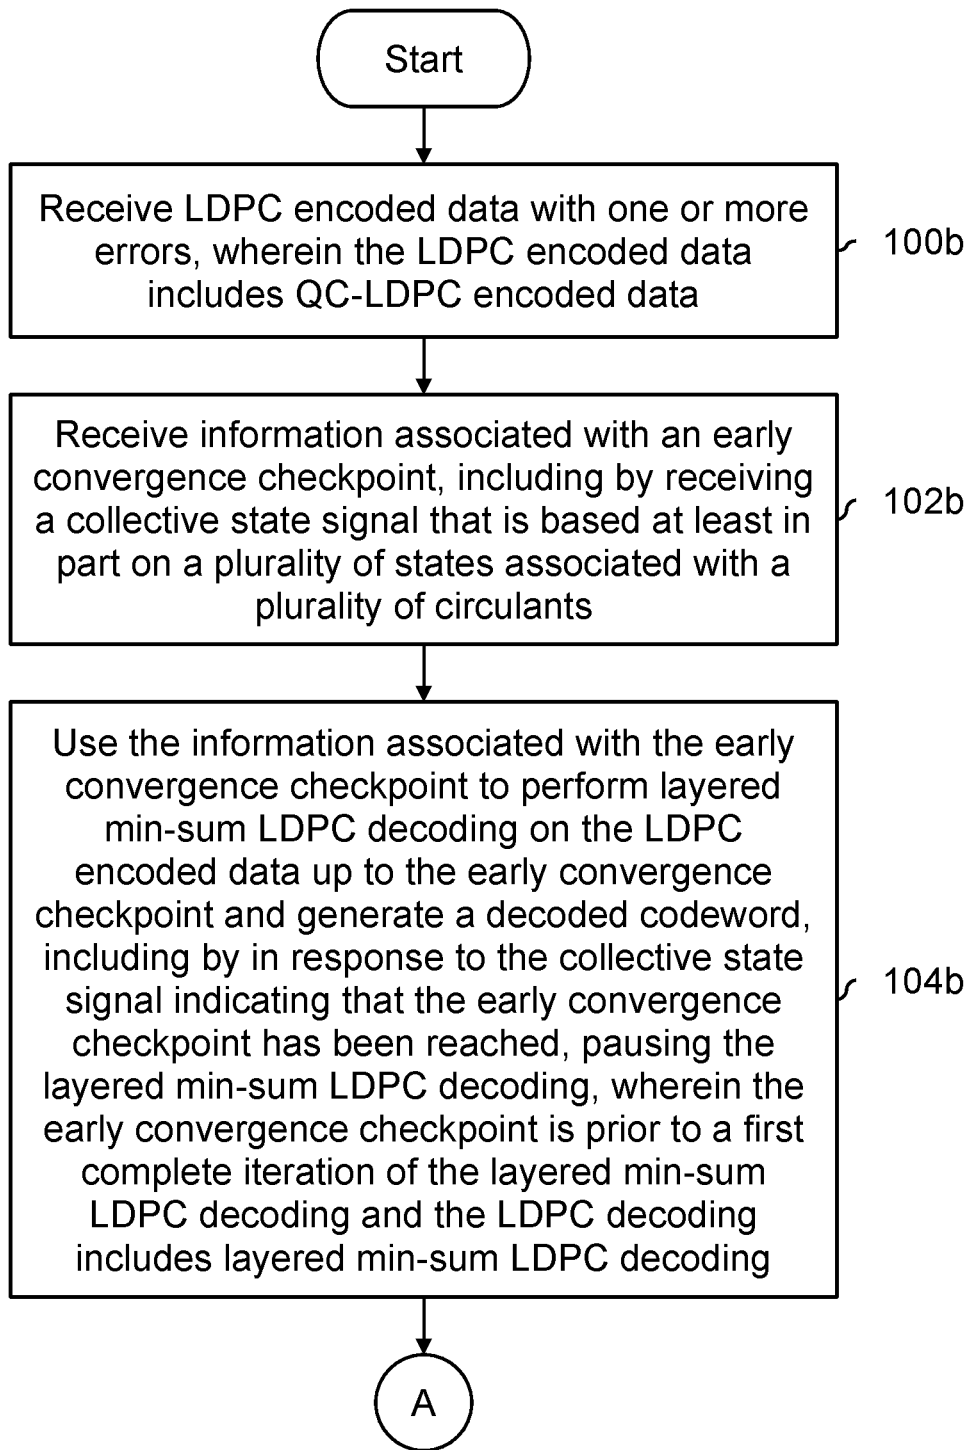 Start
Receive LDPC encoded data with one or more
errors, wherein the LDPC encoded data
includes QC-LDPC encoded data
100b
Receive information associated with an early
convergence checkpoint, including by receiving
a collective state signal that is based at least in
part on a plurality of states associated with a
plurality of circulants
102b
Use the information associated with the early
convergence checkpoint to perform layered
min-sum LDPC decoding on the LDPC
encoded data up to the early convergence
checkpoint and generate a decoded codeword,
including by in response to the collective state
signal indicating that the early convergence
checkpoint has been reached, pausing the
layered min-sum LDPC decoding, wherein the
early convergence checkpoint is prior to a first
complete iteration of the layered min-sum
LDPC decoding and the LDPC decoding
includes layered min-sum LDPC decoding
104b
A